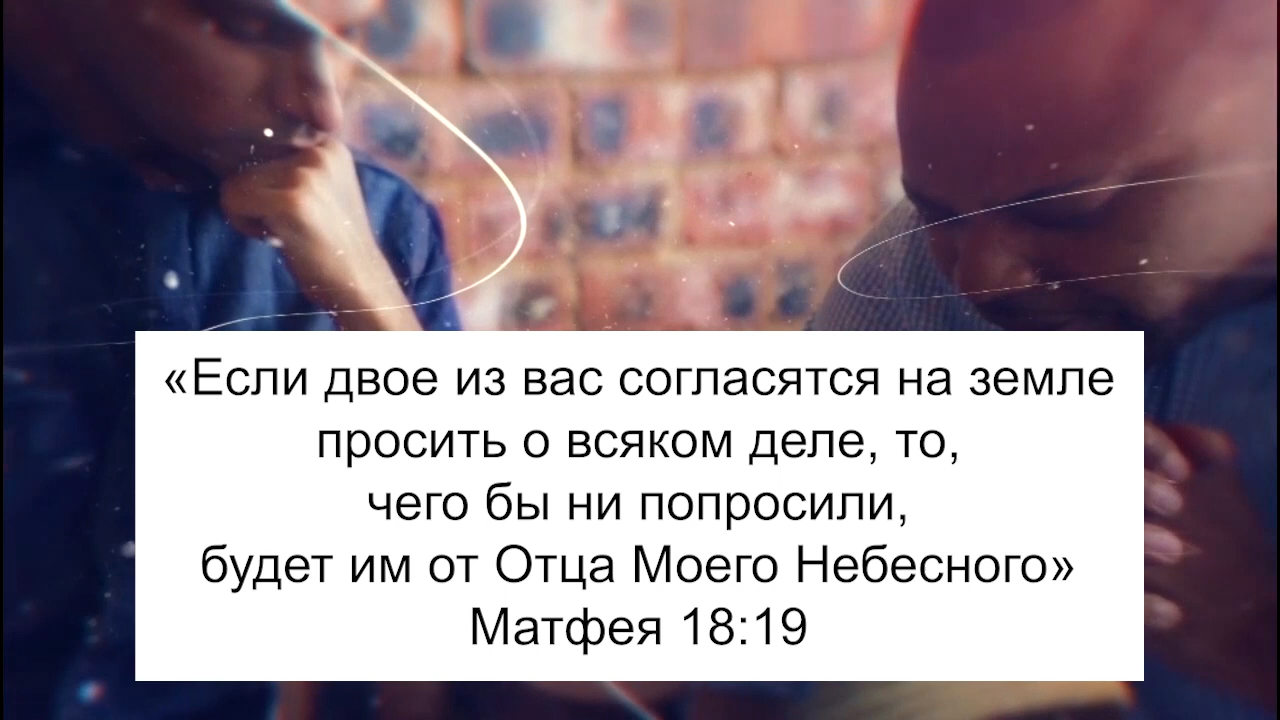 «Если двое из вас согласятся на земле
просить о всяком деле, то,
чего бы ни попросили,
будет им от Отца Моего Небесного»
Матфея 18:19